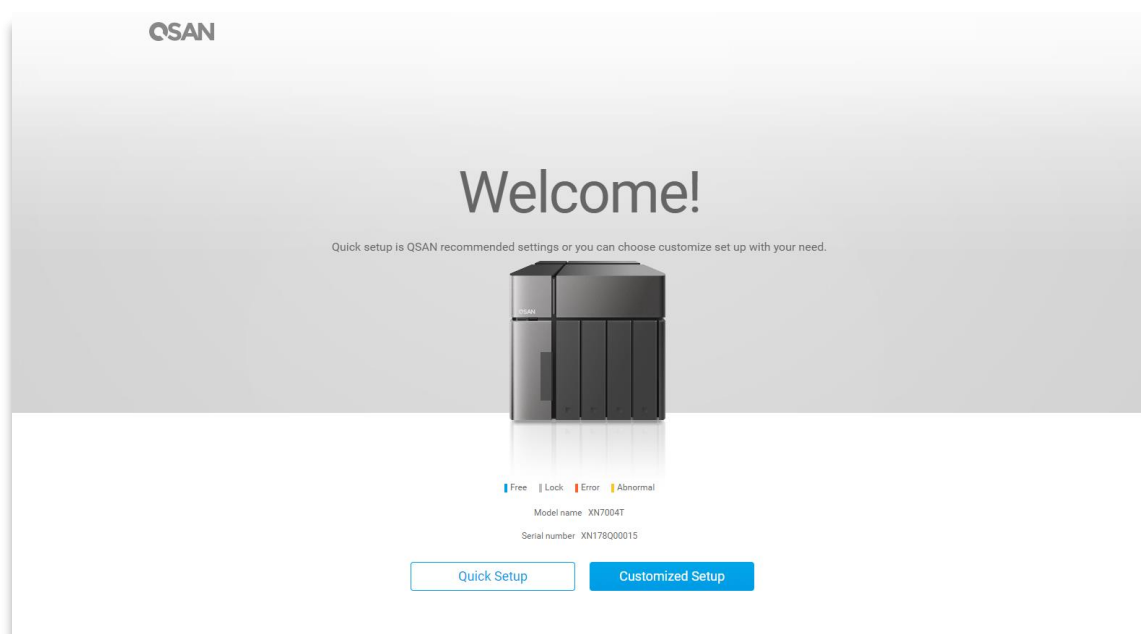 QSAN
Welcome!
Quick setup is QSAN recommended settings or you can choose customize set up with your need.
QSAN
Free Lock Error Abnormal
Model name XN7004T
Serial number XN178Q00015
Quick Setup Customized Setup